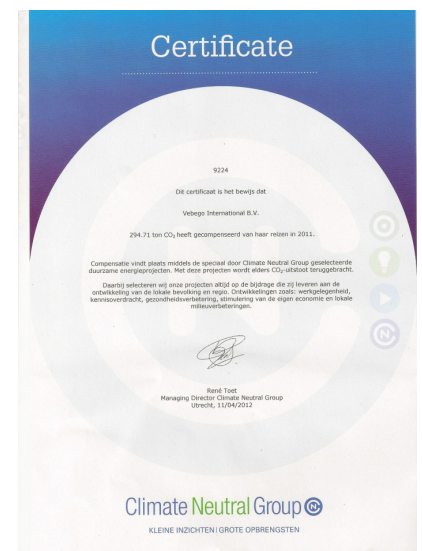 Certificate
9224
Dit certificaat is het bewijs dat
Vebego International B.V.
294.71 ton CO₂ heeft gecompenseerd van haar reizen in 2011.
Compensatie vindt plaats middels de speciaal door Climate Neutral Group geselecteerde
duurzame energieprojecten. Met deze projecten wordt elders CO₂-uitstoot teruggebracht.
Daarbij selecteren wij onze projecten altijd op de bijdrage die zij leveren aan de
ontwikkeling van de lokale bevolking en regio. Ontwikkelingen zoals: werkgelegenheid,
kennisoverdracht, gezondheidsverbetering, stimulering van de eigen economie en lokale
milieuverbeteringen.
René Toet
Managing Director Climate Neutral Group
Utrecht, 11/04/2012
Climate Neutral Group
KLEINE INZICHTEN | GROTE OPBRENGSTEN